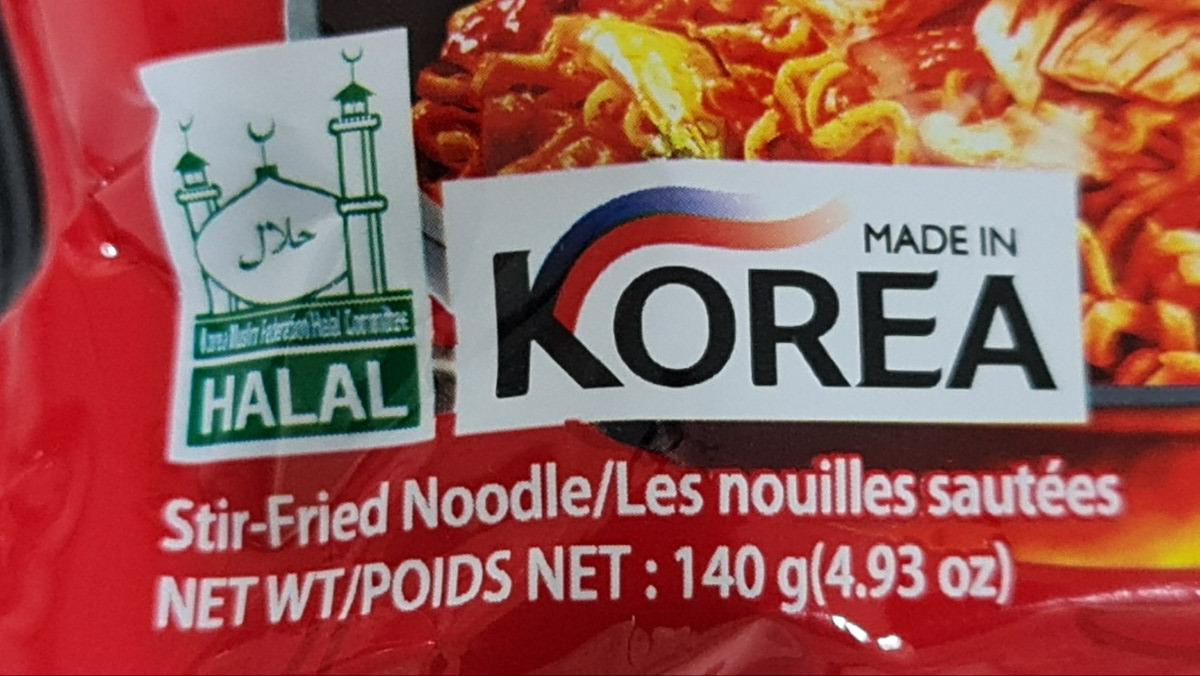 حلال
Korea Muslim Federation Halal Committee
HALAL
MADE IN
KOREA
Stir-Fried Noodle/Les nouilles sautées
NET WT/POIDS NET : 140 g(4.93 oz)